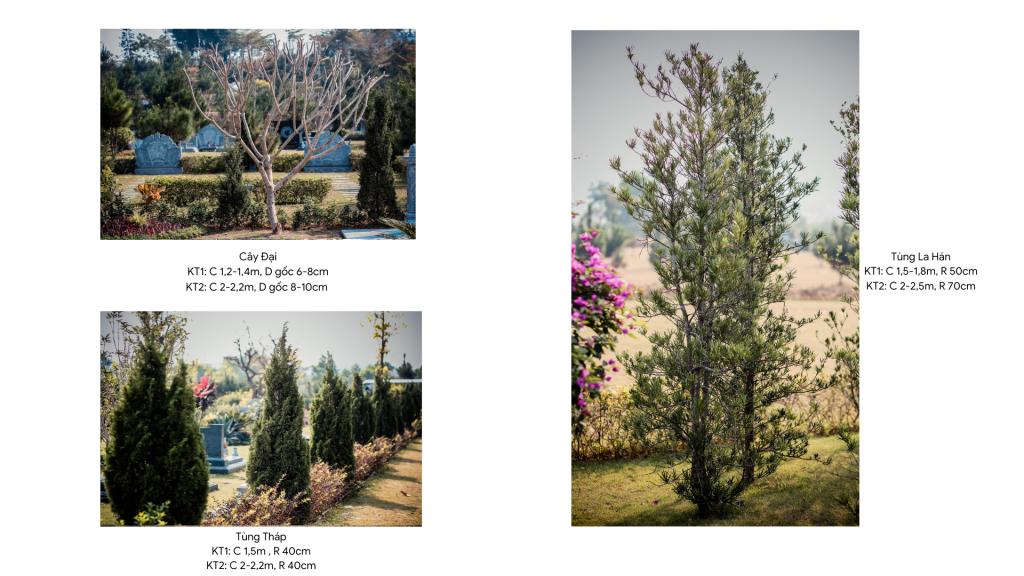 Cây Đại
KT1: C 1,2-1,4m, D gốc 6-8cm
KT2: C 2-2,2m, D gốc 8-10cm
Tùng Tháp
KT1: C 1,5m , R 40cm
KT2: C 2-2,2m, R 40cm
Tùng La Hán
KT1: C 1,5-1,8m, R 50cm
KT2: C 2-2,5m, R 70cm